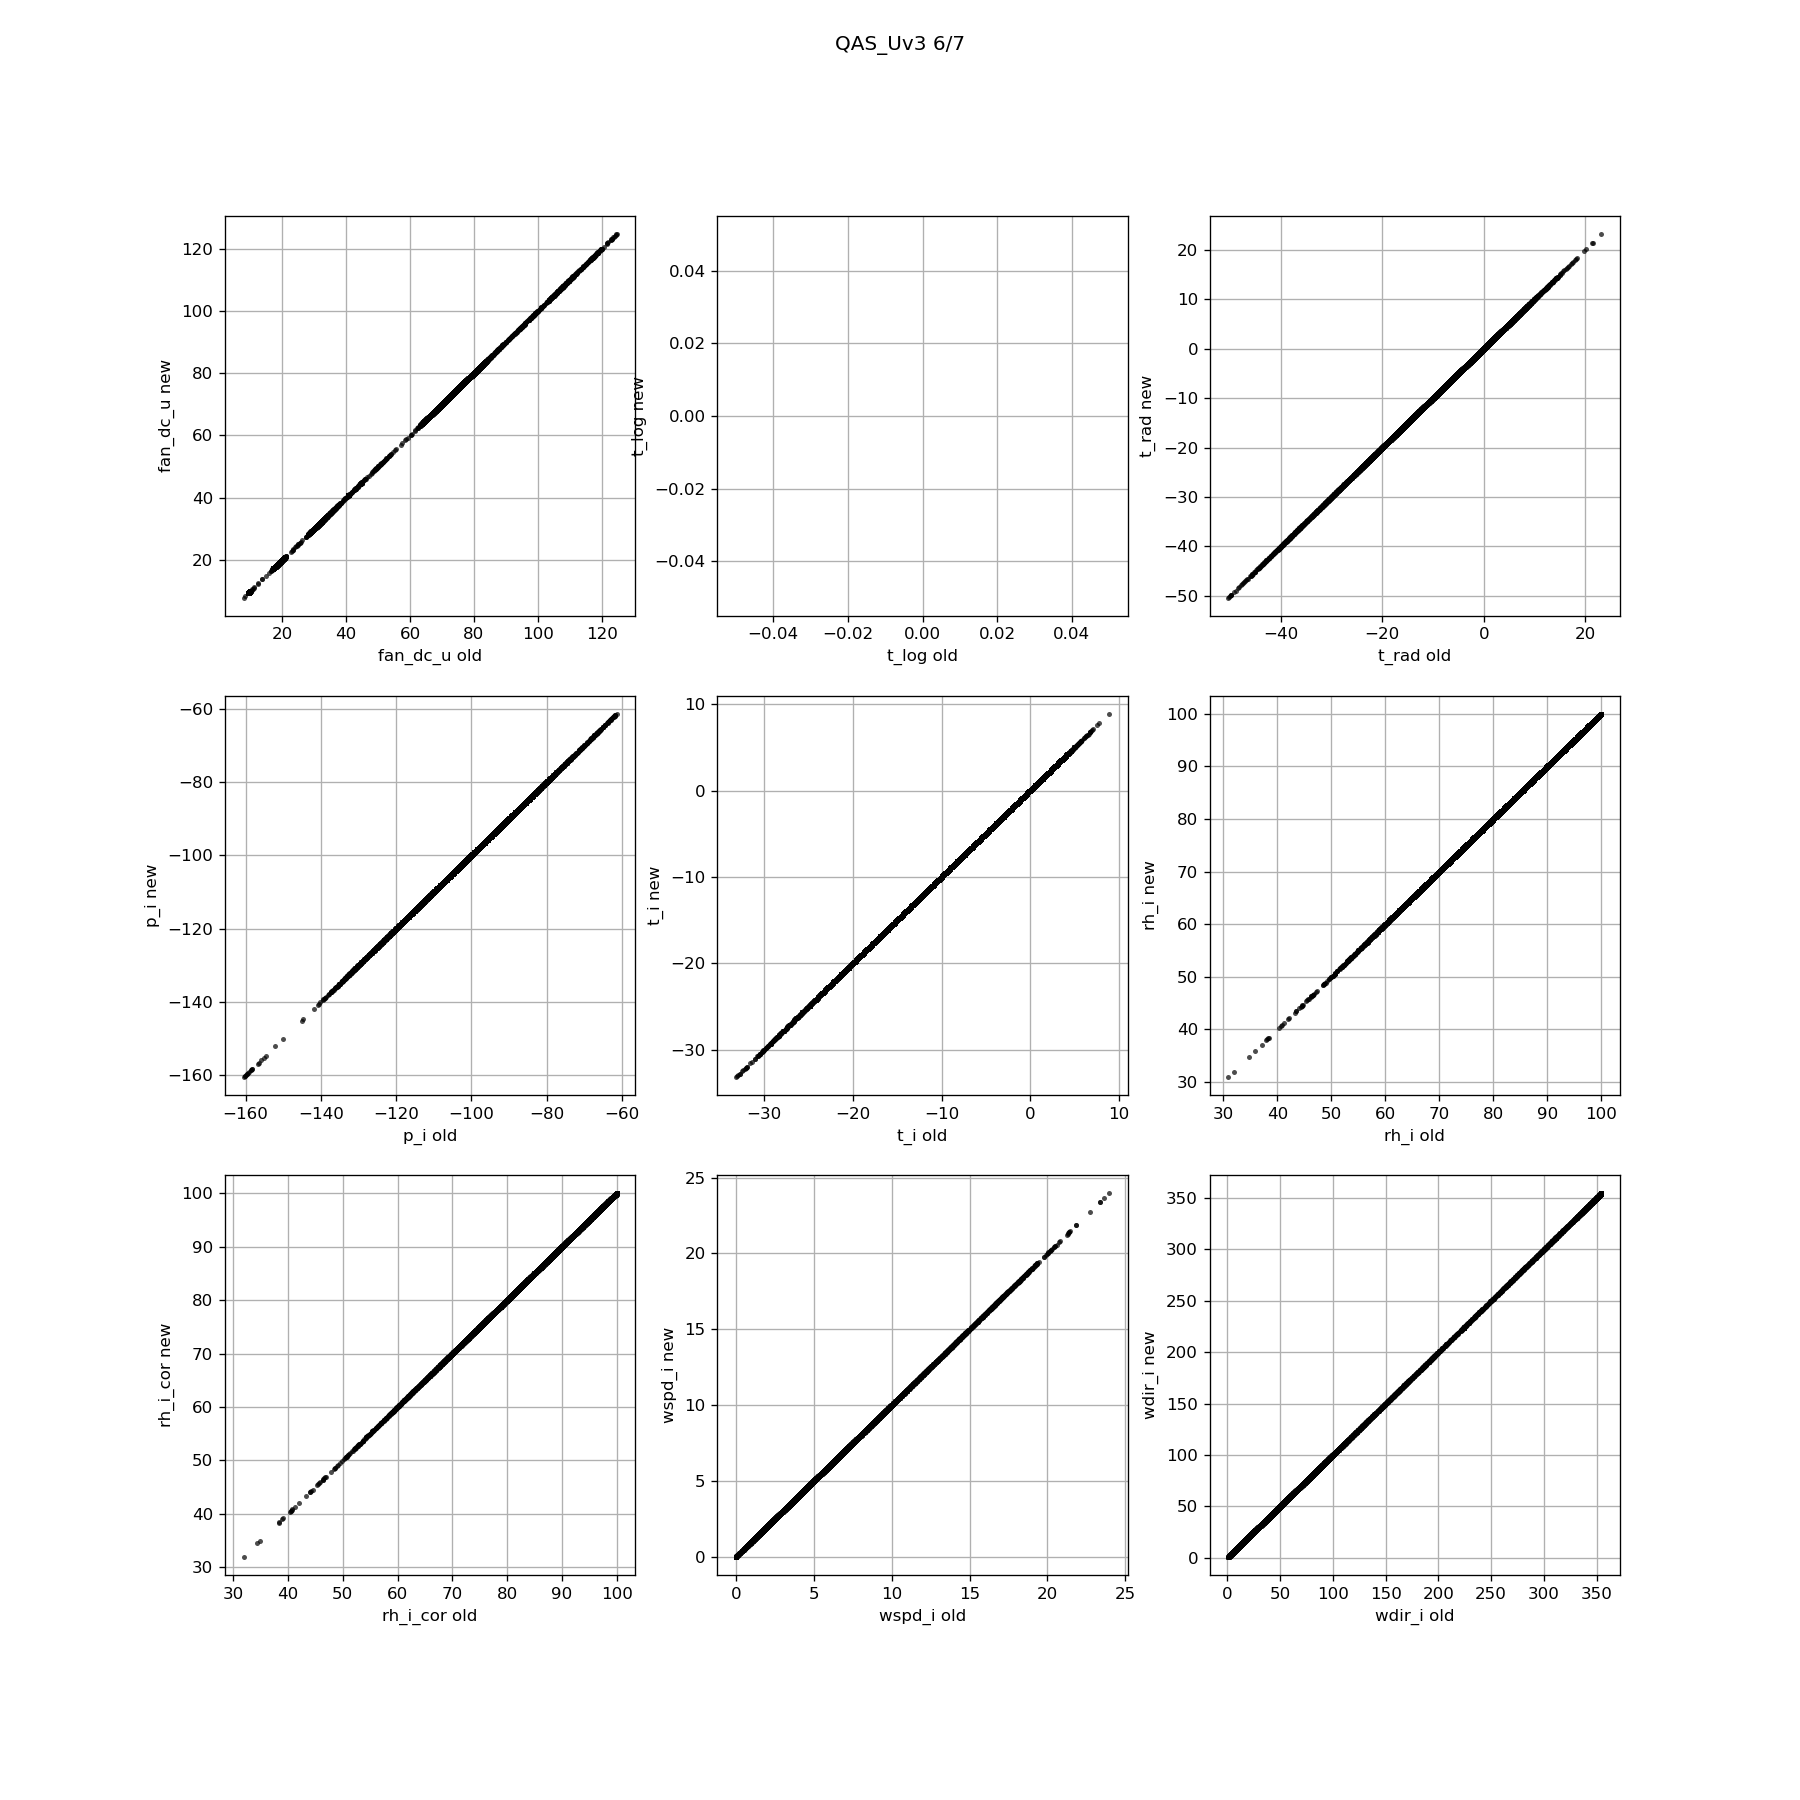 QAS_Uv3 6/7
120
100
80
60
40
20
fan_dc_u new
20 40 60 80 100 120
fan_dc_u old
0.04
0.02
0.00
−0.02
−0.04
t_log new
−0.04 −0.02 0.00 0.02 0.04
t_log old
20
10
0
−10
−20
−30
−40
−50
t_rad new
−40 −20 0 20
t_rad old
−60
−80
−100
−120
−140
−160
p_i new
−160 −140 −120 −100 −80 −60
p_i old
10
0
−10
−20
−30
t_i new
−30 −20 −10 0 10
t_i old
100
90
80
70
60
50
40
30
rh_i new
30 40 50 60 70 80 90 100
rh_i old
100
90
80
70
60
50
40
30
rh_i_cor new
30 40 50 60 70 80 90 100
rh_i_cor old
25
20
15
10
5
0
wspd_i new
0 5 10 15 20 25
wspd_i old
350
300
250
200
150
100
50
0
wdir_i new
0 50 100 150 200 250 300 350
wdir_i old